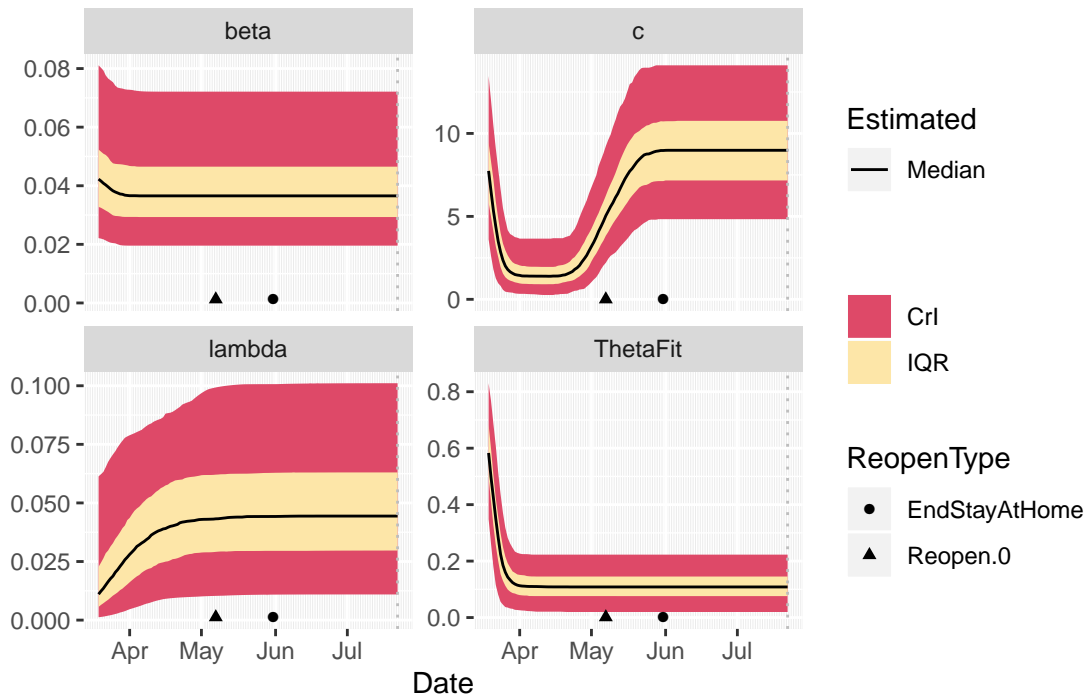 beta
c
0.08
0.06
0.04
0.02
0.00
10
5
0
lambda
ThetaFit
0.100
0.075
0.050
0.025
0.000
0.8
0.6
0.4
0.2
0.0
Apr May Jun Jul
Apr May Jun Jul
Date
Estimated
Median
CrI
IQR
ReopenType
EndStayAtHome
Reopen.0